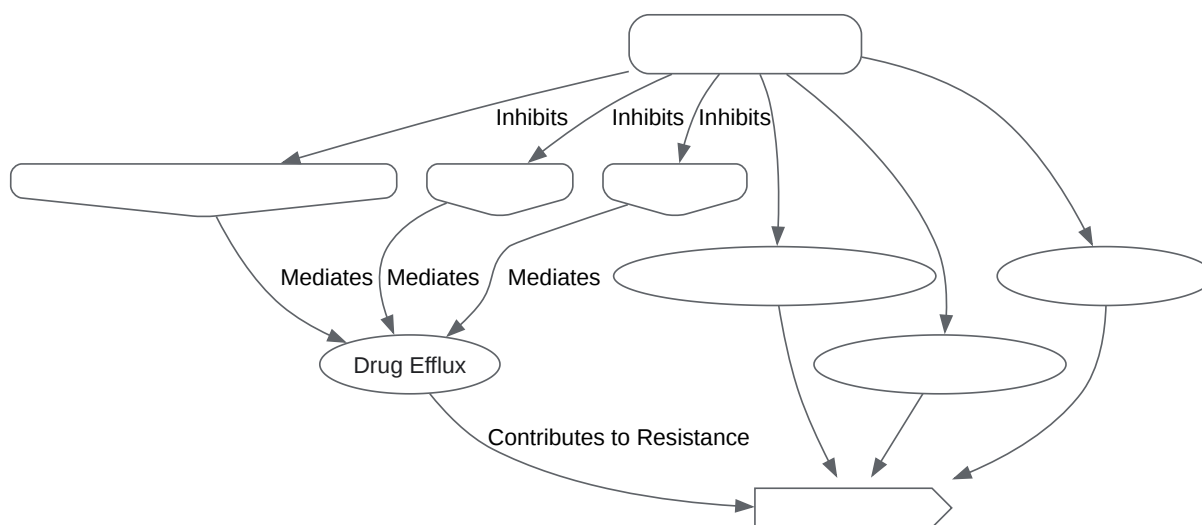 Inhibits
Inhibits
Inhibits
Mediates
Mediates
Mediates
Drug Efflux
Contributes to Resistance